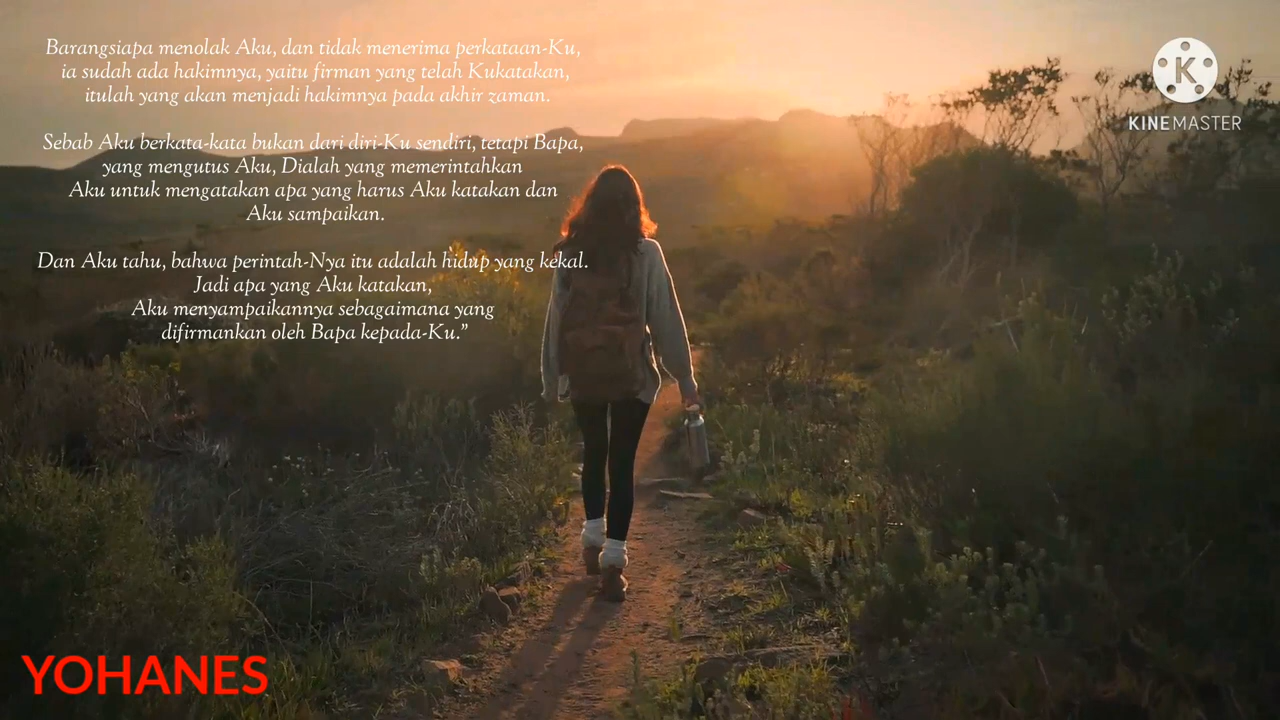 Barangsiapa menolak Aku, dan tidak menerima perkataan-Ku,
ia sudah ada hakimnya, yaitu firman yang telah Kukatakan,
itulah yang akan menjadi hakimnya pada akhir zaman.
Sebab Aku berkata-kata bukan dari diri-Ku sendiri, tetapi Bapa,
yang mengutus Aku, Dialah yang memerintahkan
Aku untuk mengatakan apa yang harus Aku katakan dan
Aku sampaikan.
Dan Aku tahu, bahwa perintah-Nya itu adalah hidup yang kekal.
Jadi apa yang Aku katakan,
Aku menyampaikannya sebagaimana yang
difirmankan oleh Bapa kepada-Ku.”
K
KINEMASTER
YOHANES